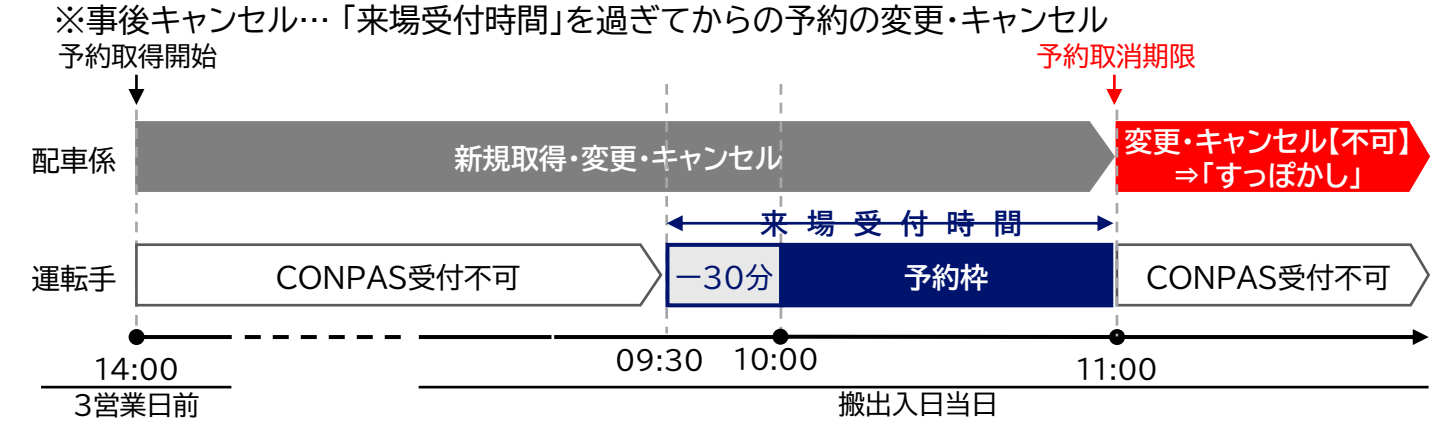 ※事後キャンセル…「来場受付時間」を過ぎてからの予約の変更・キャンセル
予約取得開始
予約取消期限
配車係
新規取得・変更・キャンセル
変更・キャンセル【不可】
⇒「すっぽかし」
来場受付時間
運転手
CONPAS受付不可
－30分
予約枠
CONPAS受付不可
14:00
09:30
10:00
11:00
3営業日前
搬出入日当日